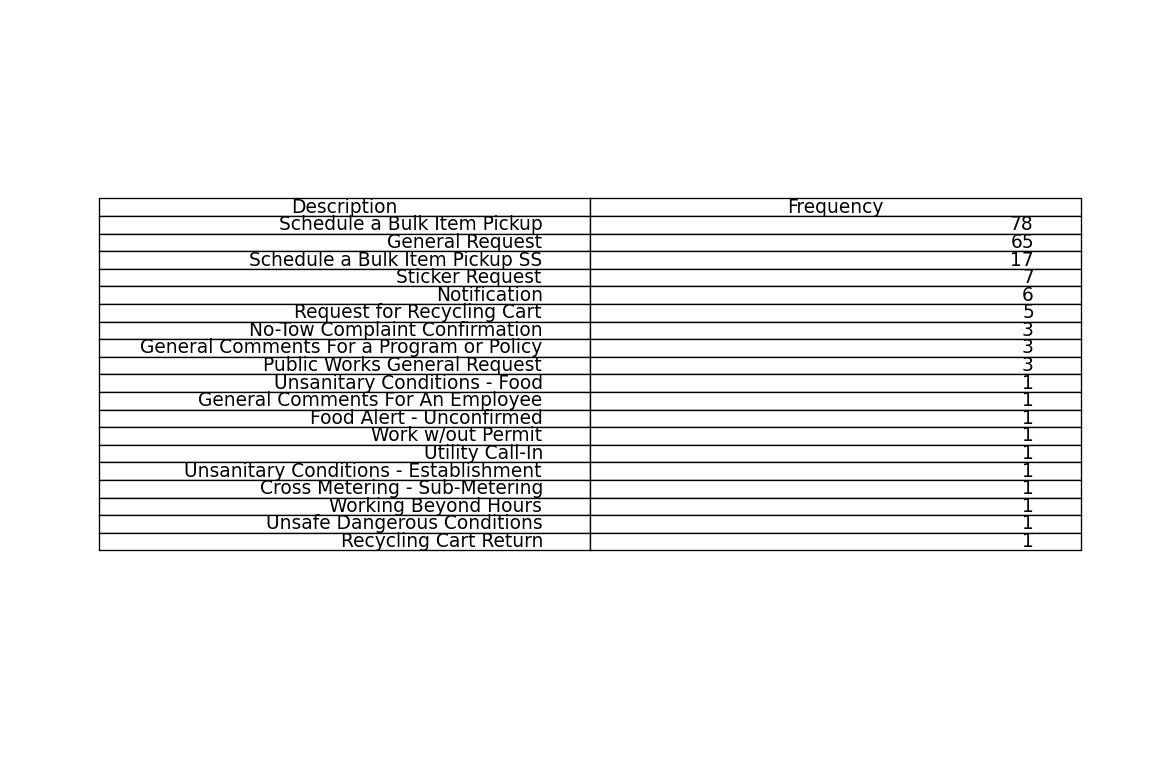 Description Frequency
Schedule a Bulk Item Pickup 78
General Request 65
Schedule a Bulk Item Pickup SS 17
Sticker Request 7
Notification 6
Request for Recycling Cart 5
No-Tow Complaint Confirmation 3
General Comments For a Program or Policy 3
Public Works General Request 3
Unsanitary Conditions - Food 1
General Comments For An Employee 1
Food Alert - Unconfirmed 1
Work w/out Permit 1
Utility Call-In 1
Unsanitary Conditions - Establishment 1
Cross Metering - Sub-Metering 1
Working Beyond Hours 1
Unsafe Dangerous Conditions 1
Recycling Cart Return 1